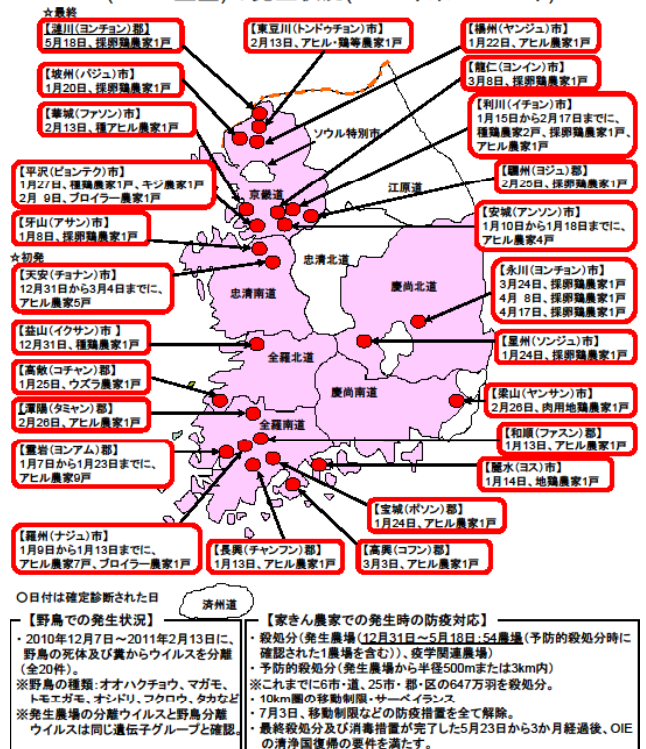 ☆最終
【漣川(ヨンチョン)郡】
5月18日、採卵鶏農家1戸
【東豆川(トンドゥチョン)市】
2月13日、アヒル・鶏等農家1戸
【楊州(ヤンジュ)市】
1月22日、アヒル農家1戸
【坡州(パジュ)市】
1月20日、採卵鶏農家1戸
【龍仁(ヨンイン)市】
3月8日、採卵鶏農家1戸
【華城(ファソン)市】
2月13日、種アヒル農家1戸
【利川(イチョン)市】
1月15日から2月17日までに、
種鶏農家2戸、採卵鶏農家1戸、
アヒル農家1戸
ソウル特別市
【平沢(ピョンテク)市】
1月27日、種鶏農家1戸、キジ農家1戸
2月 9日、ブロイラー農家1戸
京畿道
江原道
【驪州(ヨジュ)郡】
2月25日、採卵鶏農家1戸
【牙山(アサン)市】
1月8日、採卵鶏農家1戸
【安城(アンソン)市】
1月10日から1月18日までに、
アヒル農家4戸
☆初発
【天安(チョナン)市】
12月31日から3月4日までに、
アヒル農家5戸
忠清北道
忠清南道
慶尚北道
【永川(ヨンチョン)市】
3月24日、採卵鶏農家1戸
4月 8日、採卵鶏農家1戸
4月17日、採卵鶏農家1戸
【益山(イクサン)市 】
12月31日、種鶏農家1戸
【星州(ソンジュ)郡】
1月24日、採卵鶏農家1戸
全羅北道
【高敞(コチャン)郡】
1月25日、ウズラ農家1戸
慶尚南道
【梁山(ヤンサン)市】
2月26日、肉用地鶏農家1戸
【潭陽(タミャン)郡】
2月26日、アヒル農家1戸
全羅南道
【和順(ファスン)郡】
1月13日、アヒル農家1戸
【霊岩(ヨンアム)郡】
1月7日から1月23日までに、
アヒル農家9戸
【麗水(ヨス)市】
1月14日、地鶏農家1戸
【宝城(ポソン)郡】
1月24日、アヒル農家1戸
【羅州(ナジュ)市】
1月9日から1月13日までに、
アヒル農家7戸、ブロイラー農家1戸
【長興(チャンフン)郡】
1月13日、アヒル農家1戸
【高興(コフン)郡】
3月3日、アヒル農家1戸
○日付は確定診断された日
済州道
【野鳥での発生状況】
・2010年12月7日～2011年2月13日に、
野鳥の死体及び糞からウイルスを分離
(全20件)。
※野鳥の種類:オオハクチョウ、マガモ、
トモエガモ、オシドリ、フクロウ、タカなど
※発生農場の分離ウイルスと野鳥分離
ウイルスは同じ遺伝子グループと確認。
【家きん農家での発生時の防疫対応】
・殺処分(発生農場(12月31日～5月18日:54農場(予防的殺処分時に
確認された1農場を含む))、疫学関連農場)
・予防的殺処分(発生農場から半径500mまたは3km内)
※これまでに6市・道、25市・郡・区の647万羽を殺処分。
・10km圏の移動制限・サーベイランス
・7月3日、移動制限などの防疫措置を全て解除。
・最終殺処分及び消毒措置が完了した5月23日から3か月経過後、OIE
の清浄国復帰の要件を満たす。